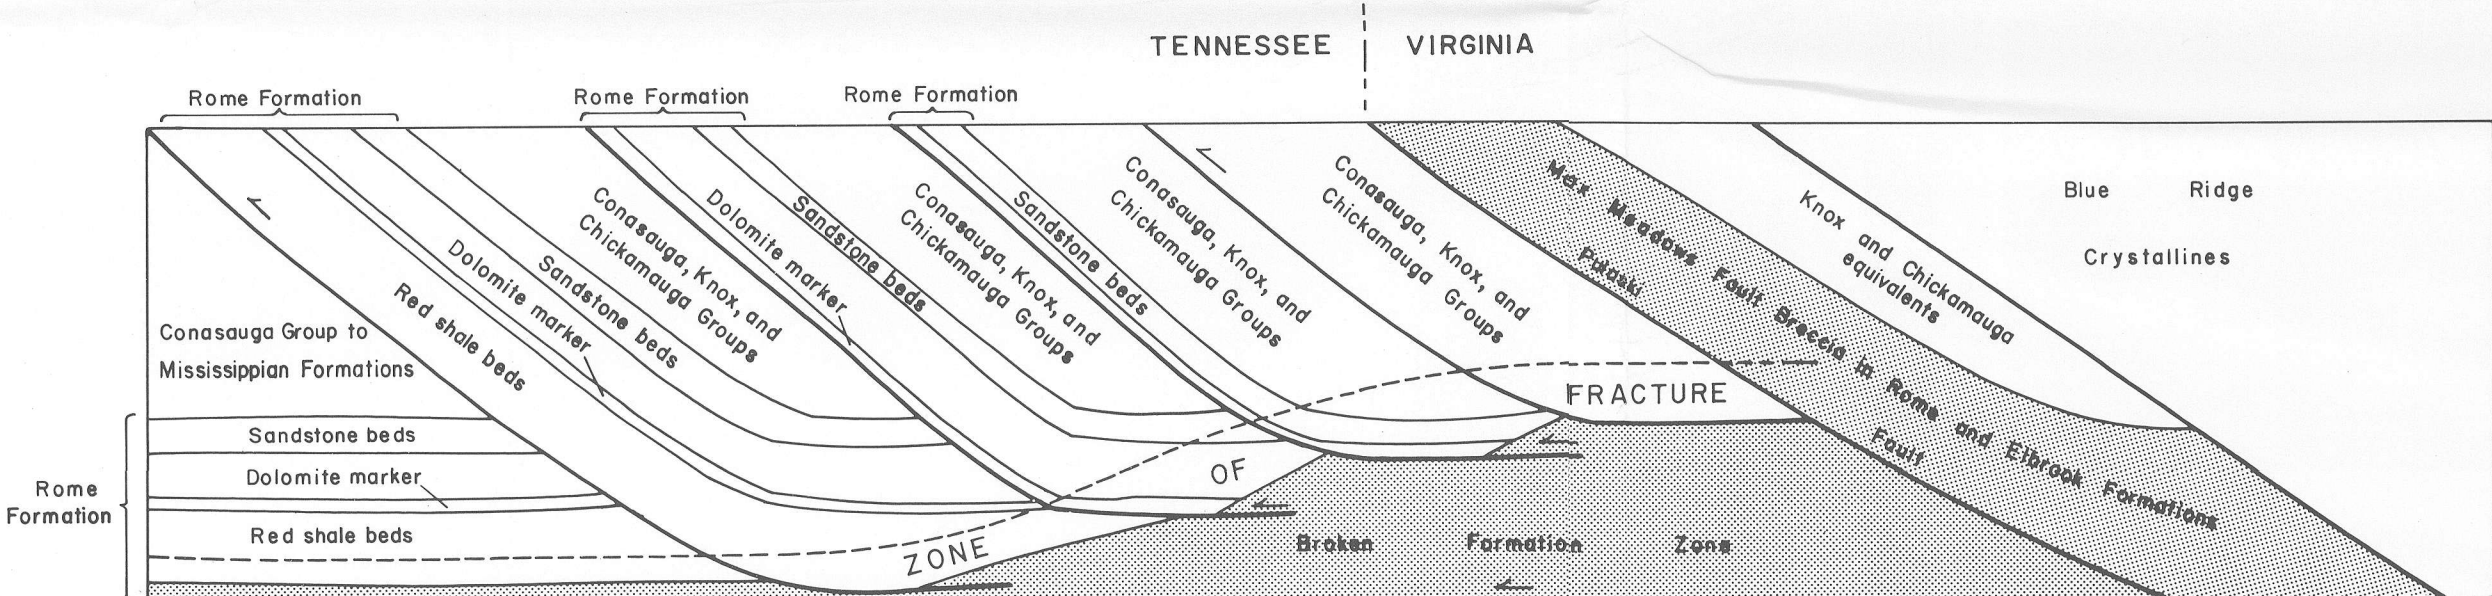 TENNESSEE
VIRGINIA
Rome Formation
Rome Formation
Rome Formation
Conasauga Group to
Mississippian Formations
Sandstone beds
Dolomite marker
Red shale beds
Rome
Formation
Red shale beds
Dolomite marker
Sandstone beds
Conasauga, Knox, and
Chickamauga Groups
Dolomite marker
Sandstone beds
Conasauga, Knox, and
Chickamauga Groups
Sandstone beds
Conasauga, Knox, and
Chickamauga Groups
Conasauga, Knox, and
Chickamauga Groups
Max Meadows Fault Breccia in Rome and Elbrook Formations
Pulaski
Fault
Knox and Chickamauga
equivalents
Blue Ridge
Crystallines
ZONE
OF
FRACTURE
Broken Formation Zone